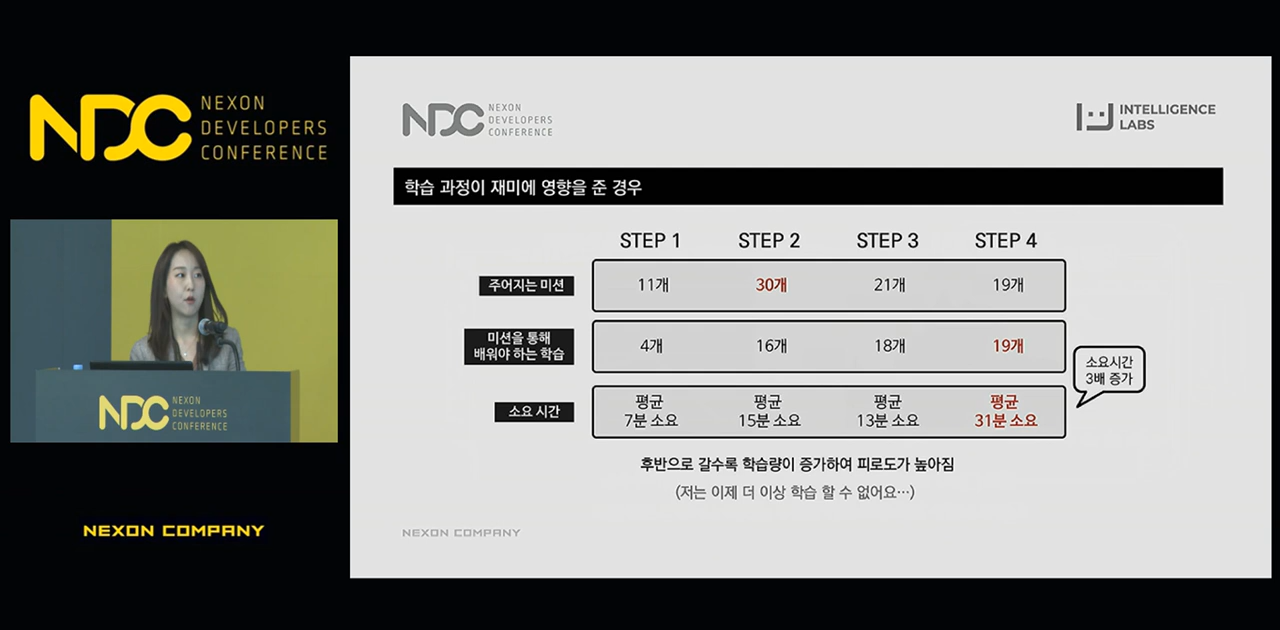 NDC NEXON
DEVELOPERS
CONFERENCE
NDC NEXON
DEVELOPERS
CONFERENCE
NEXON COMPANY
NDC NEXON
DEVELOPERS
CONFERENCE
INTELLIGENCE
LABS
학습 과정이 재미에 영향을 준 경우
STEP 1 STEP 2 STEP 3 STEP 4
주어지는 미션 11개 30개 21개 19개
미션을 통해
배워야 하는 학습 4개 16개 18개 19개
소요시간
3배 증가
소요 시간 평균 평균 평균 평균
7분 소요 15분 소요 13분 소요 31분 소요
후반으로 갈수록 학습량이 증가하여 피로도가 높아짐
(저는 이제 더 이상 학습 할 수 없어요…)
NEXON COMPANY